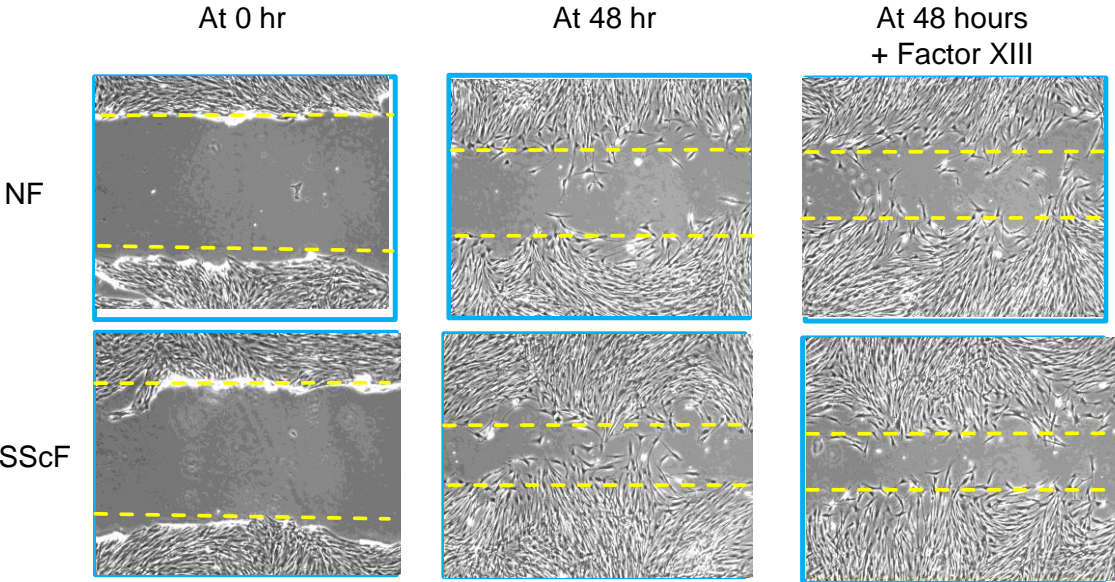 At 0 hr
At 48 hr
At 48 hours
+ Factor XIII
NF
SScF